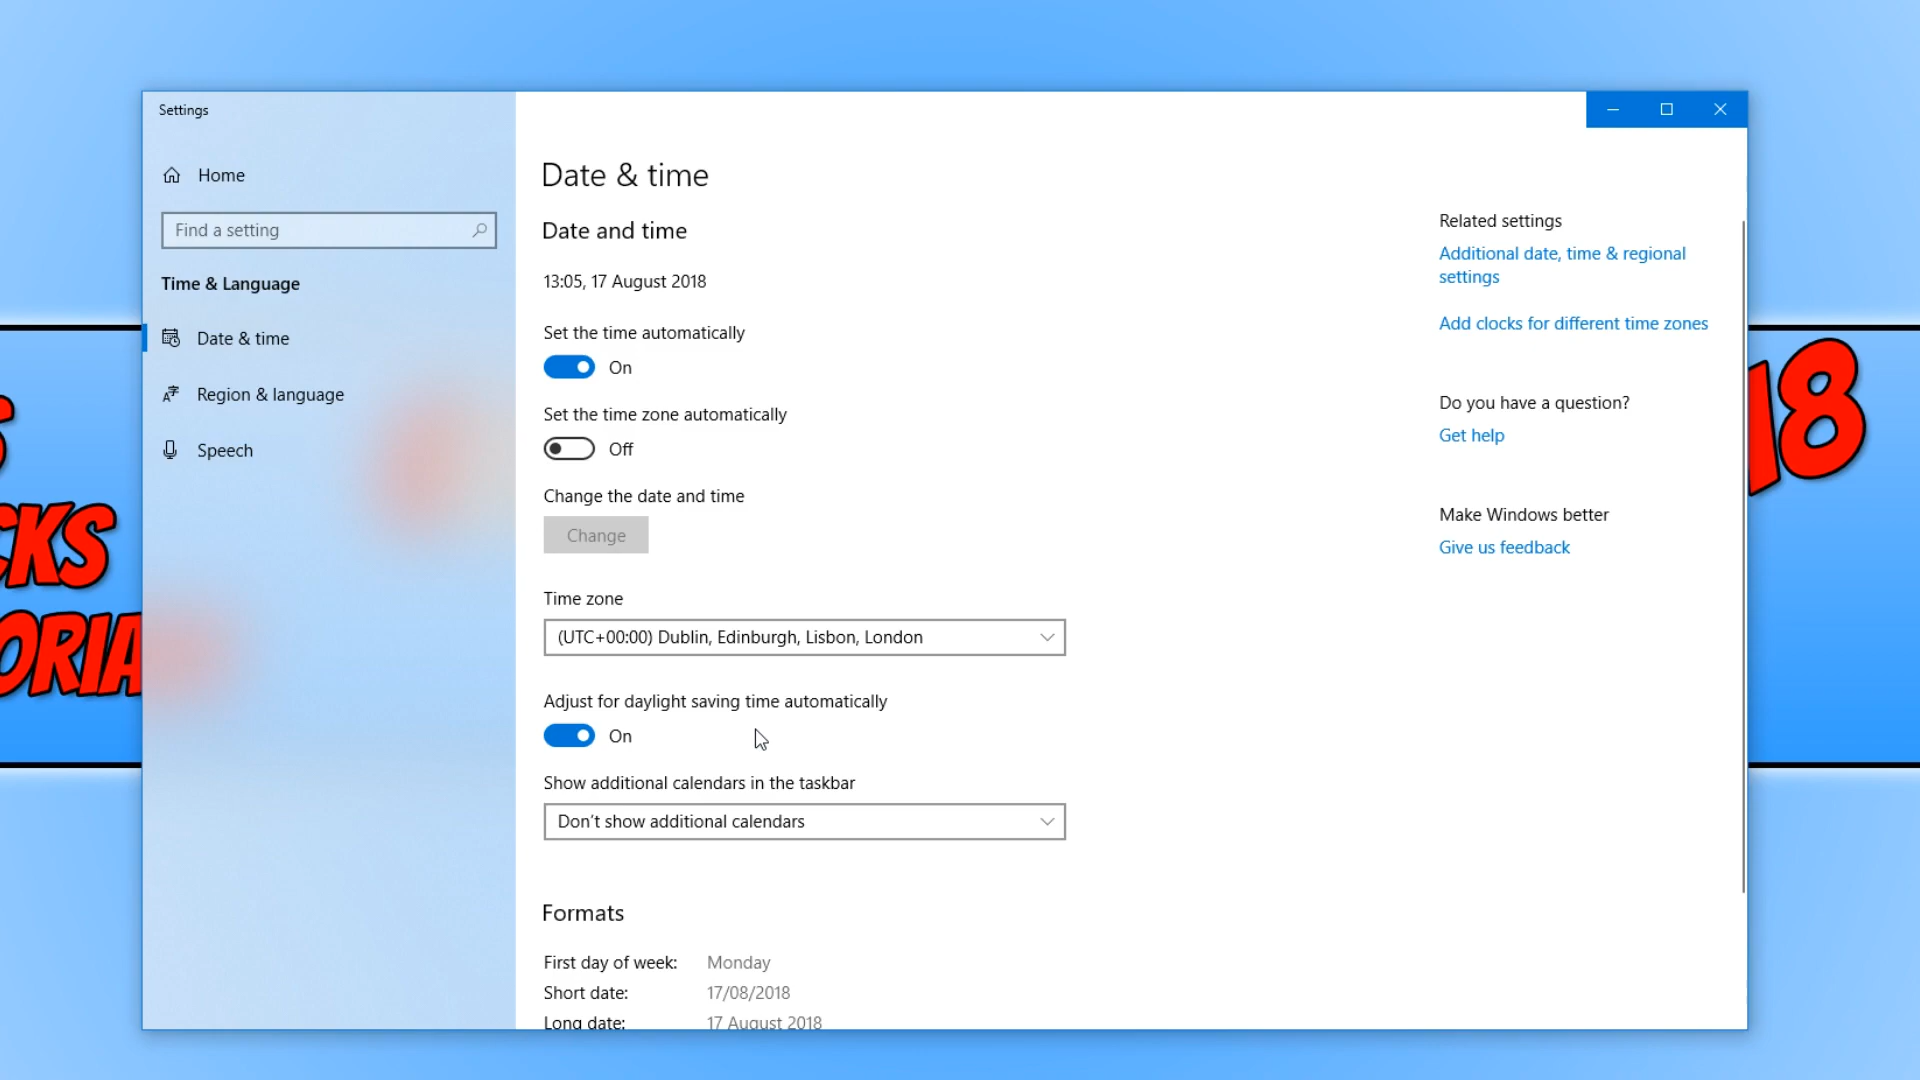 Settings
Home
Find a setting
Time & Language
Date & time
Region & language
Speech
Date & time
Date and time
13:05, 17 August 2018
Set the time automatically
On
Set the time zone automatically
Off
Change the date and time
Change
Time zone
(UTC+00:00) Dublin, Edinburgh, Lisbon, London
Adjust for daylight saving time automatically
On
Show additional calendars in the taskbar
Don't show additional calendars
Formats
First day of week: Monday
Short date: 17/08/2018
Long date: 17 August 2018
Related settings
Additional date, time & regional
settings
Add clocks for different time zones
Do you have a question?
Get help
Make Windows better
Give us feedback